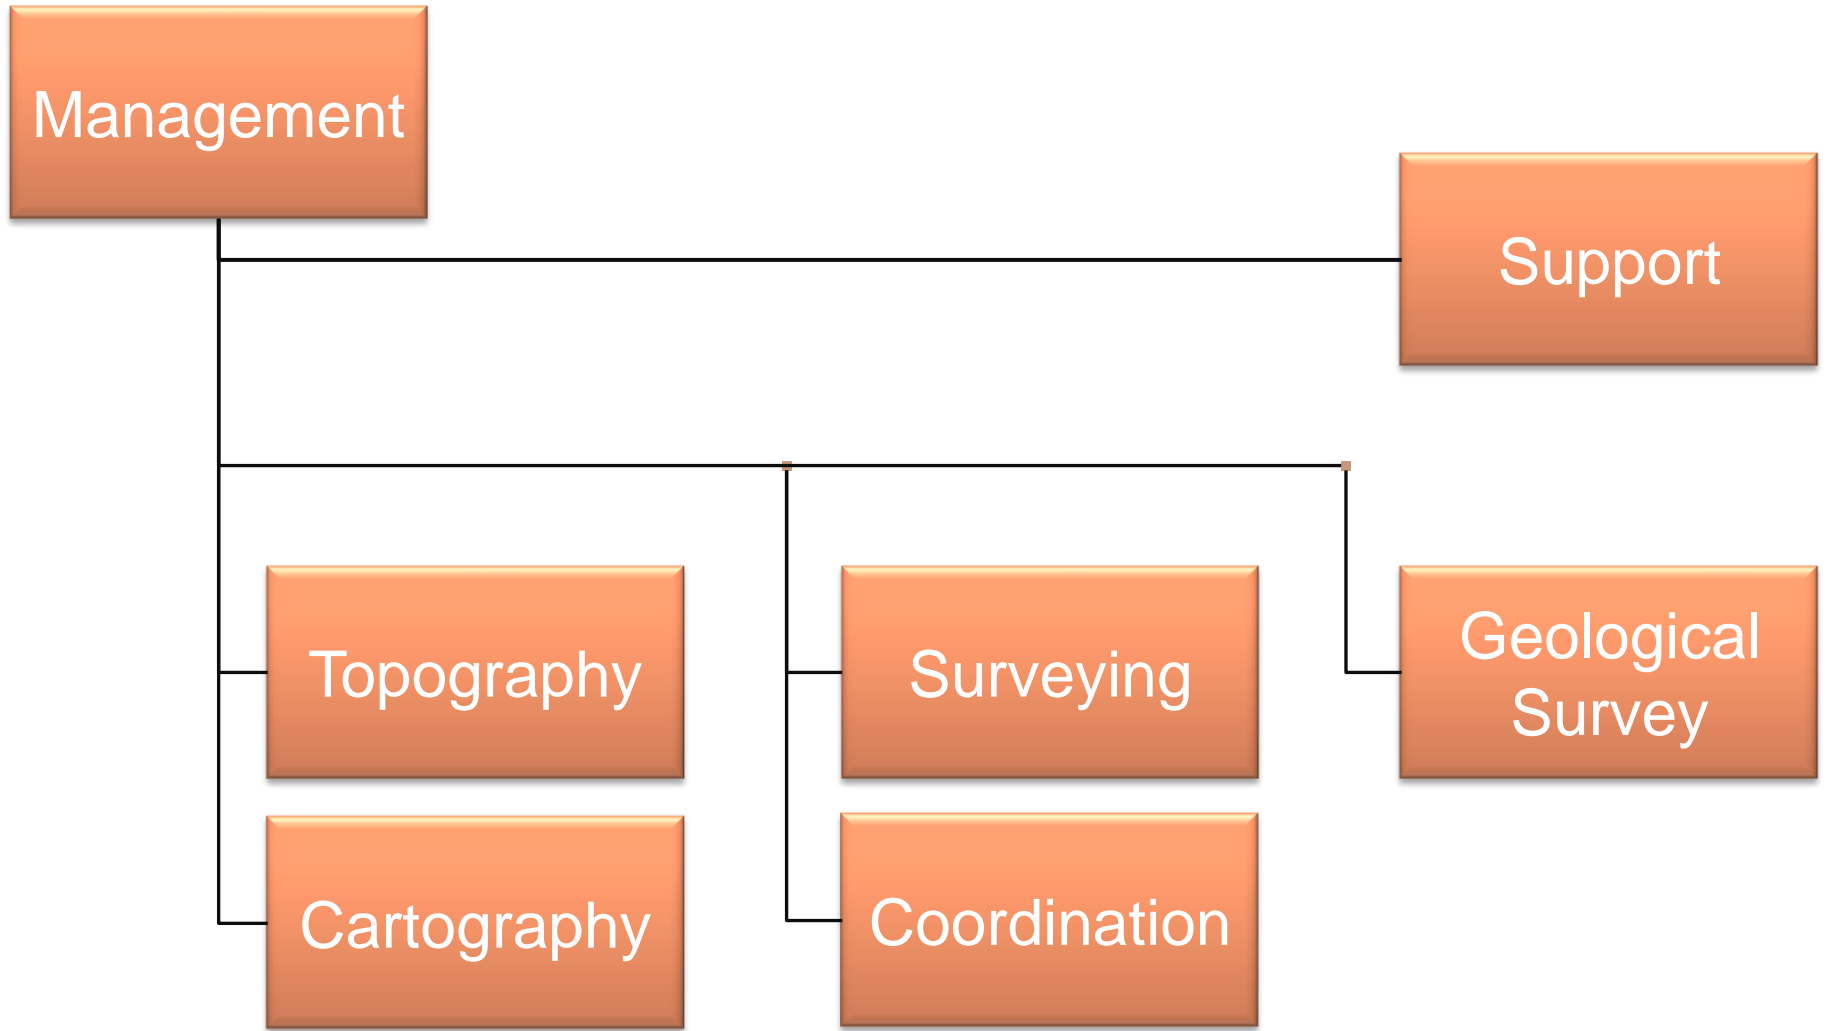 Management
Support
Topography
Surveying
Geological
Survey
Cartography
Coordination